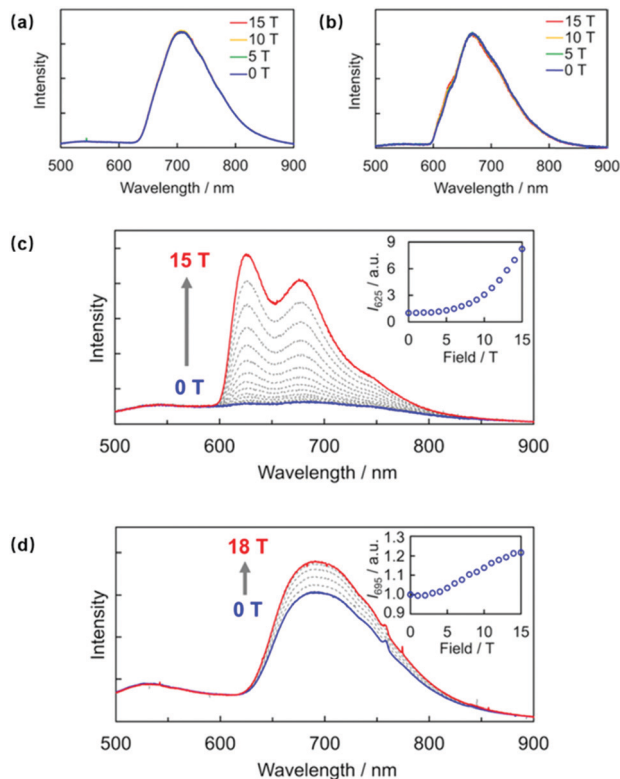 (a)
15 T
10 T
5 T
0 T
Intensity
500 600 700 800 900
Wavelength / nm
(b)
15 T
10 T
5 T
0 T
Intensity
500 600 700 800 900
Wavelength / nm
(c)
15 T
0 T
Intensity
500 600 700 800 900
Wavelength / nm
I625 / a.u.
9
6
3
0
0 5 10 15
Field / T
(d)
18 T
0 T
Intensity
500 600 700 800 900
Wavelength / nm
I695 / a.u.
1.3
1.2
1.1
1.0
0.9
0 5 10 15
Field / T